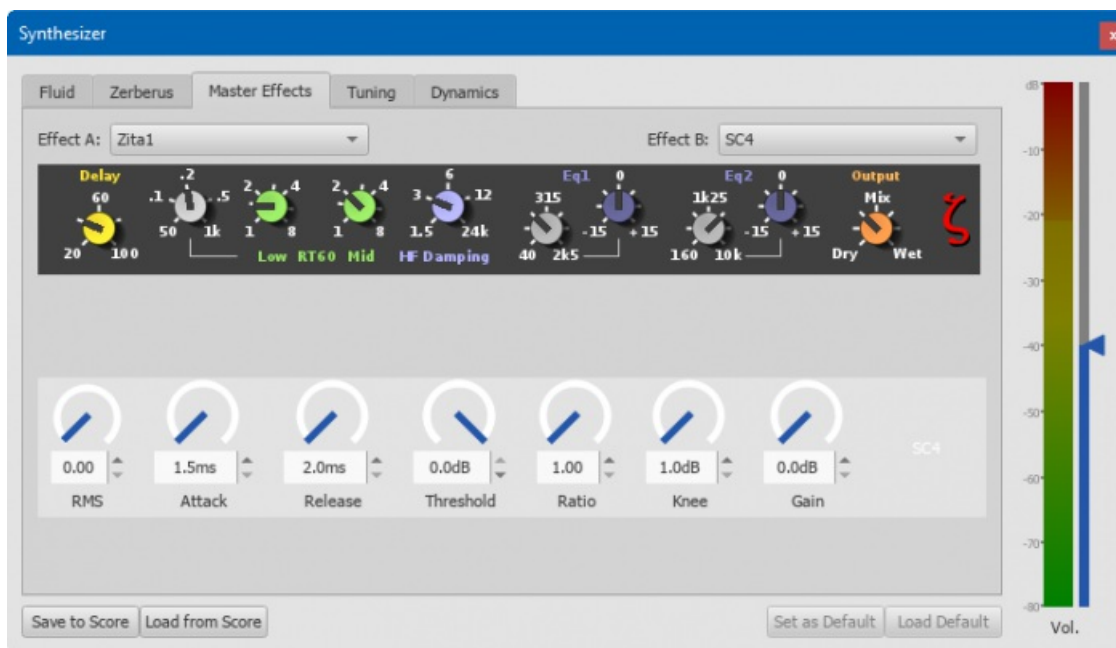 Synthesizer
x
Fluid Zerberus Master Effects Tuning Dynamics
Effect A: Zita1 Effect B: SC4
Delay .2 6 Eq1 0 Eq2 0 Output
60 .1 .5 2 4 2 4 3 12 315 1k25 Mix
50 1k 1 8 1 8 1.5 24k -15 +15 -15 +15
20 100 Low RT60 Mid HF Damping 40 2k5 160 10k Dry Wet
ζ
0.00 1.5ms 2.0ms 0.0dB 1.00 1.0dB 0.0dB SC4
RMS Attack Release Threshold Ratio Knee Gain
Save to Score Load from Score Set as Default Load Default
dB
-10
-20
-30
-40
-50
-60
-70
-80
Vol.